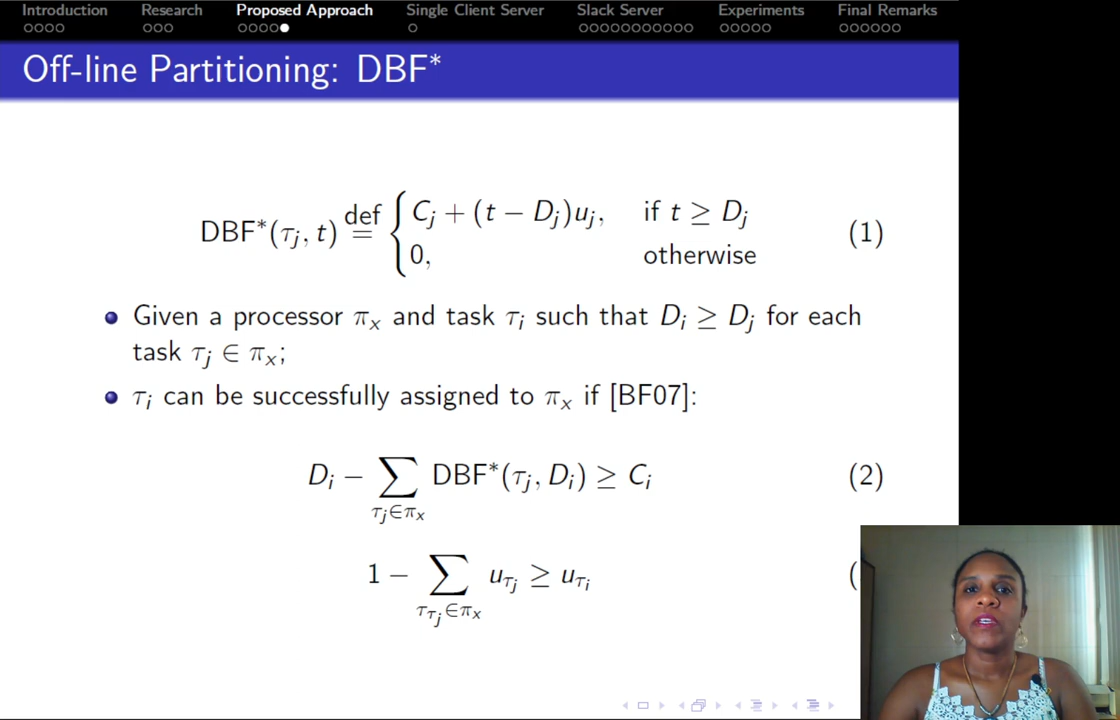 Introduction Research Proposed Approach Single Client Server Slack Server Experiments Final Remarks
Off-line Partitioning: DBF*
DBF*(τj, t) def= { Cj + (t − Dj)uj, if t ≥ Dj (1)
0, otherwise
Given a processor πx and task τi such that Di ≥ Dj for each
task τj ∈ πx;
τi can be successfully assigned to πx if [BF07]:
Di − ∑τj∈πx DBF*(τj, Di) ≥ Ci (2)
1 − ∑ττj∈πx uτj ≥ uτi (